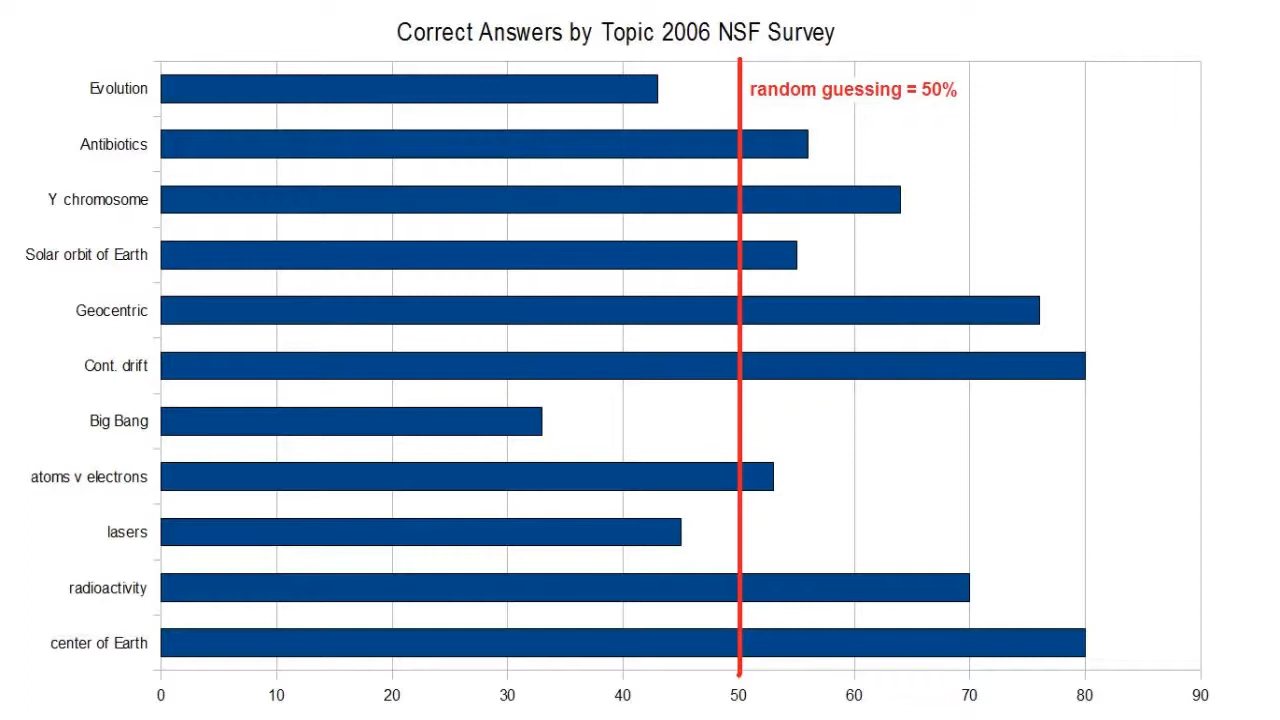 Correct Answers by Topic 2006 NSF Survey
Evolution
random guessing = 50%
Antibiotics
Y chromosome
Solar orbit of Earth
Geocentric
Cont. drift
Big Bang
atoms v electrons
lasers
radioactivity
center of Earth
0 10 20 30 40 50 60 70 80 90